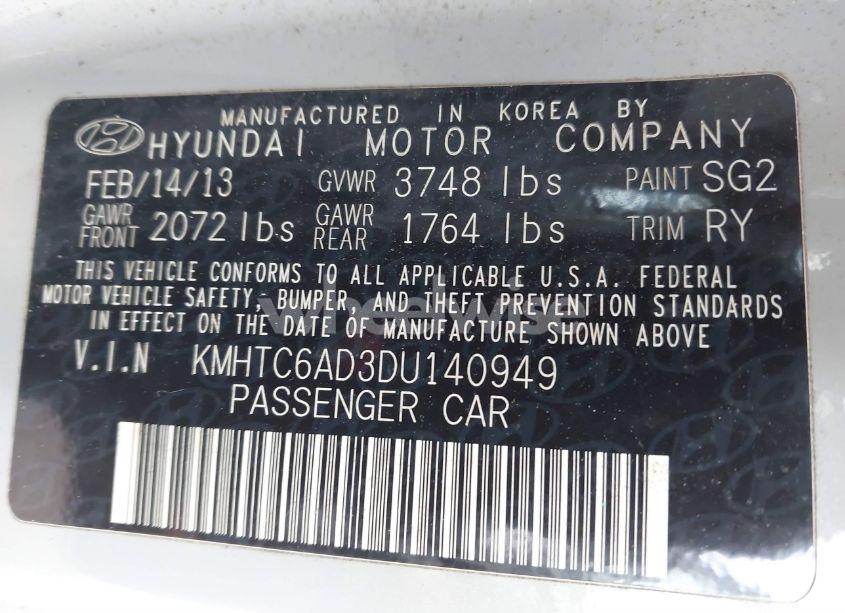 MANUFACTURED IN KOREA BY
HYUNDAI MOTOR COMPANY
FEB/14/13 GVWR 3748 lbs PAINT SG2
GAWR FRONT 2072 lbs GAWR REAR 1764 lbs TRIM RY
THIS VEHICLE CONFORMS TO ALL APPLICABLE U.S.A. FEDERAL
MOTOR VEHICLE SAFETY, BUMPER, AND THEFT PREVENTION STANDARDS
IN EFFECT ON THE DATE OF MANUFACTURE SHOWN ABOVE
V.I.N KMHTC6AD3DU140949
PASSENGER CAR